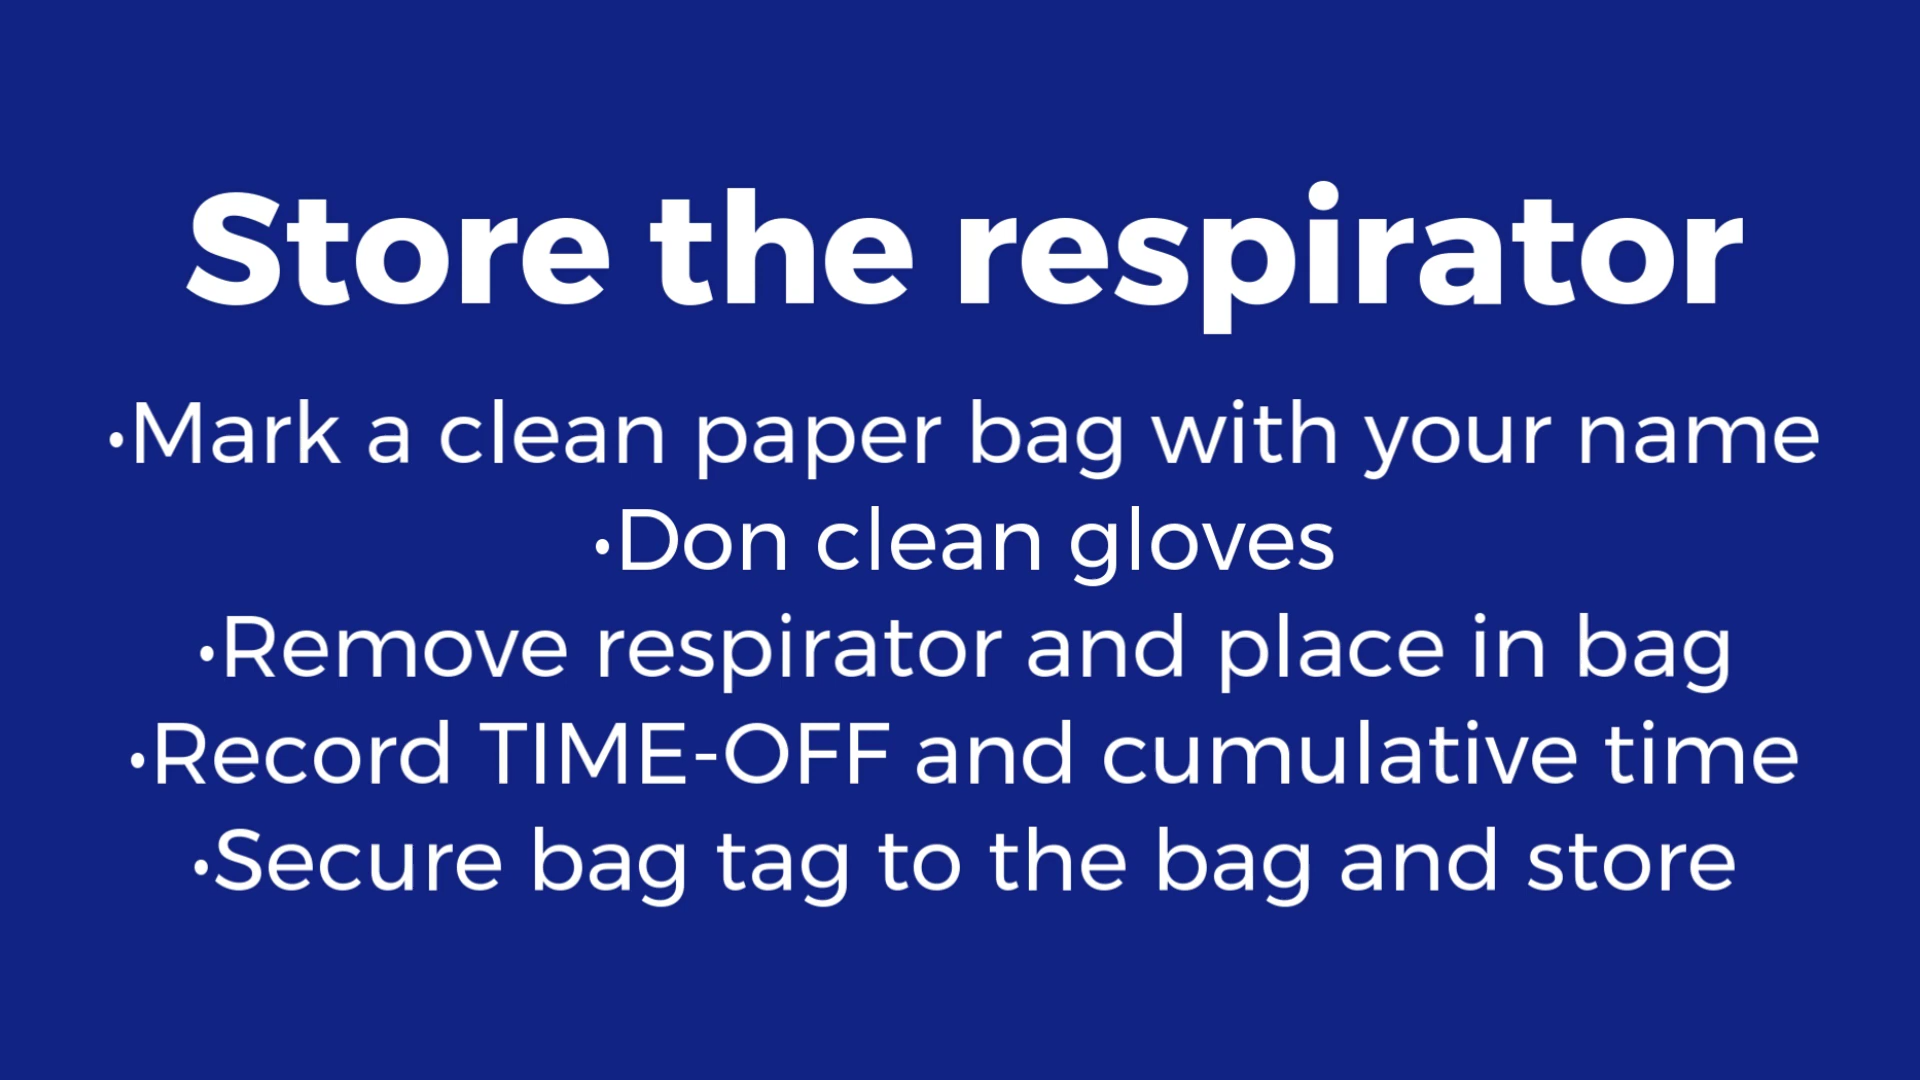 Store the respirator
•Mark a clean paper bag with your name
•Don clean gloves
•Remove respirator and place in bag
•Record TIME-OFF and cumulative time
•Secure bag tag to the bag and store